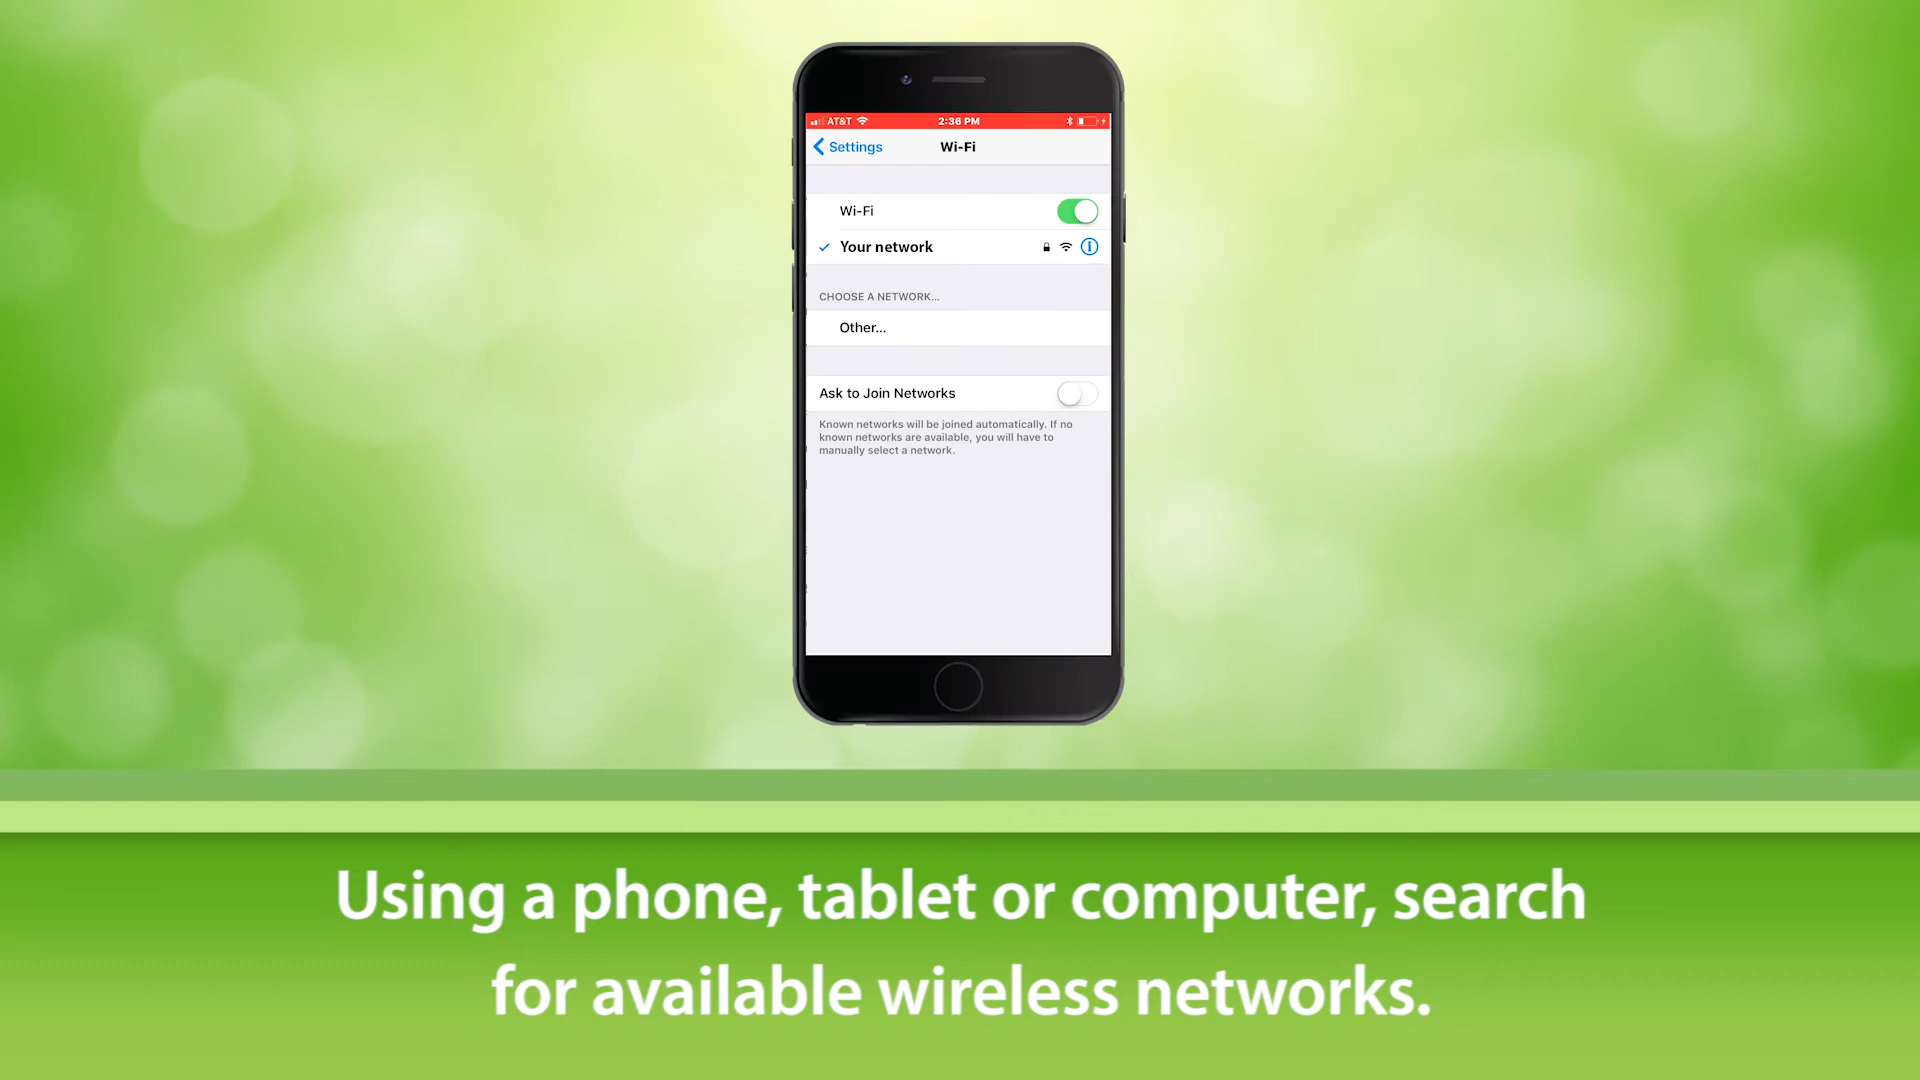 AT&T 2:36 PM
Settings Wi-Fi
Wi-Fi
Your network
CHOOSE A NETWORK...
Other...
Ask to Join Networks
Known networks will be joined automatically. If no
known networks are available, you will have to
manually select a network.
Using a phone, tablet or computer, search
for available wireless networks.